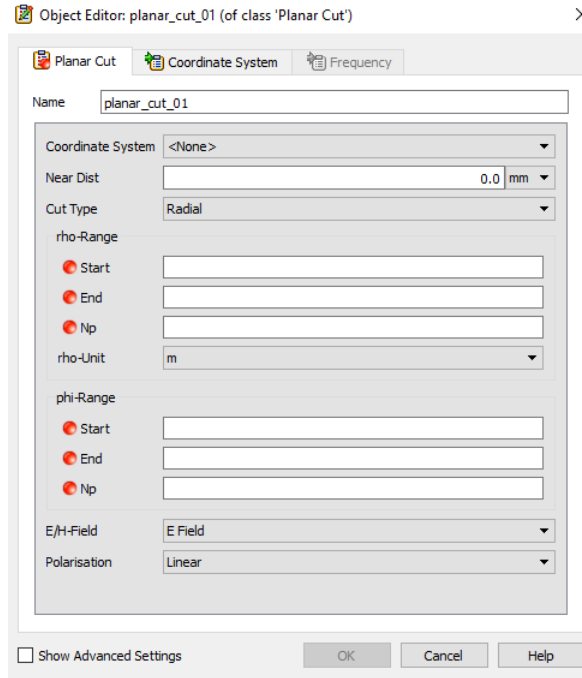 Object Editor: planar_cut_01 (of class 'Planar Cut')
Planar Cut Coordinate System Frequency
Name planar_cut_01
Coordinate System <None>
Near Dist 0.0 mm
Cut Type Radial
rho-Range
Start
End
Np
rho-Unit m
phi-Range
Start
End
Np
E/H-Field E Field
Polarisation Linear
Show Advanced Settings OK Cancel Help